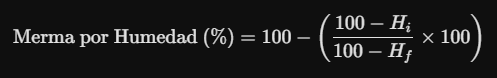 Merma por Humedad (%) = 100 − ( (100 − H_i) / (100 − H_f) × 100 )